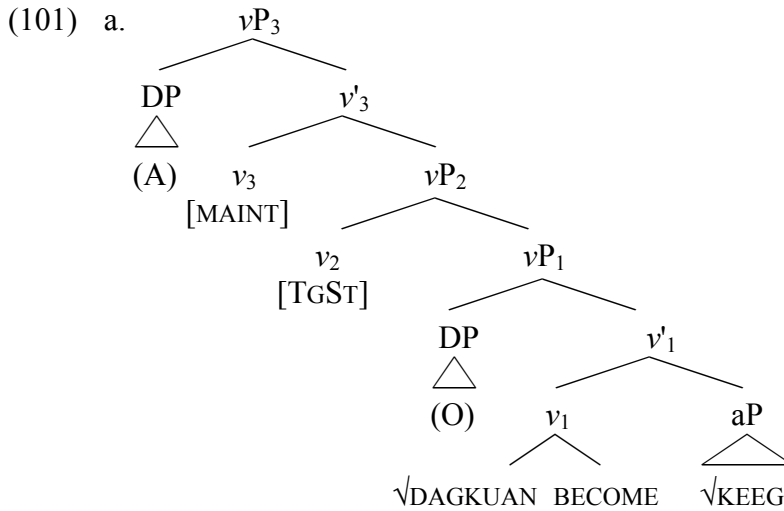 (101) a. vP3
DP v'3
(A) v3 vP2
[MAINT]
v2 vP1
[TGST]
DP v'1
(O) v1 aP
√DAGKUAN BECOME √KEEG